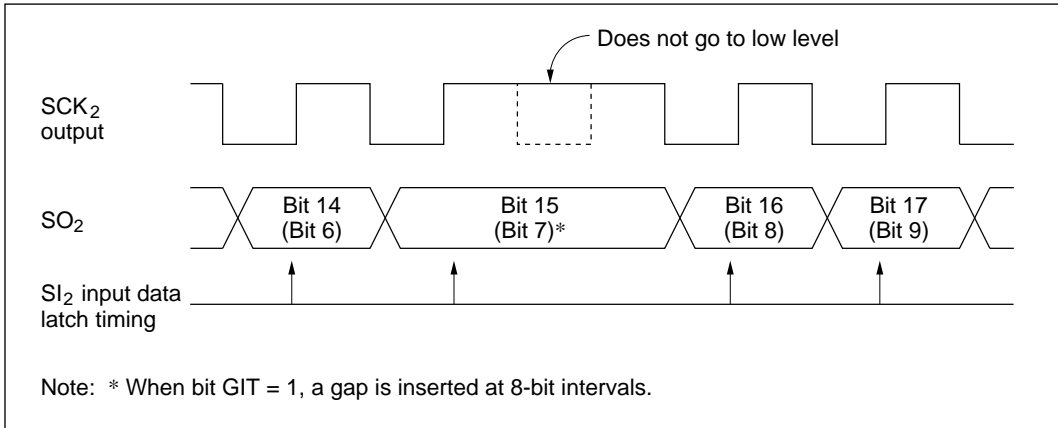 Does not go to low level
SCK2
output
SO2
Bit 14
(Bit 6)
Bit 15
(Bit 7)*
Bit 16
(Bit 8)
Bit 17
(Bit 9)
SI2 input data
latch timing
Note: * When bit GIT = 1, a gap is inserted at 8-bit intervals.